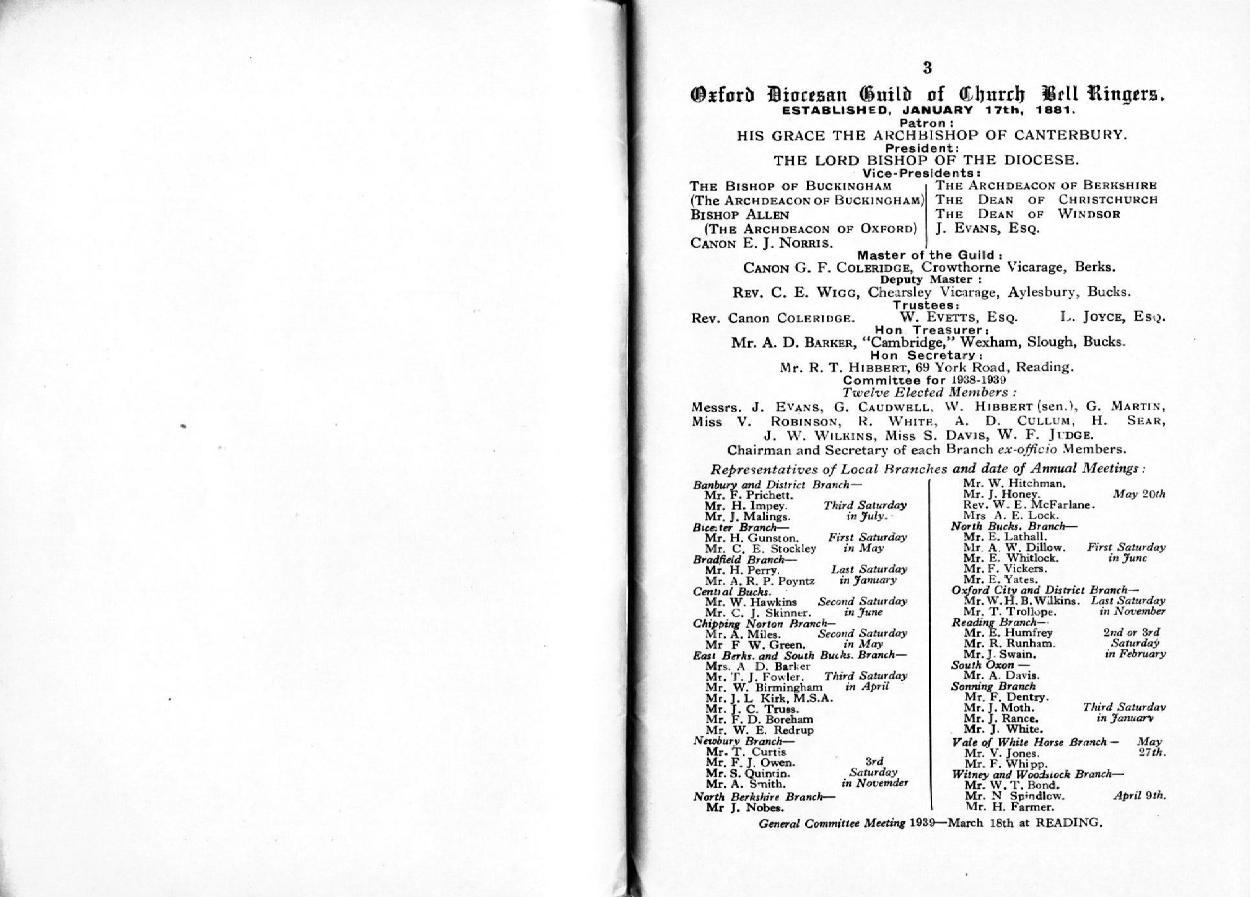 3
Oxford Diocesan Guild of Church Bell Ringers.
ESTABLISHED, JANUARY 17th, 1881.
Patron:
HIS GRACE THE ARCHBISHOP OF CANTERBURY.
President:
THE LORD BISHOP OF THE DIOCESE.
Vice-Presidents:
THE BISHOP OF BUCKINGHAM
(The ARCHDEACON OF BUCKINGHAM)
BISHOP ALLEN
(THE ARCHDEACON OF OXFORD)
CANON E. J. NORRIS.
THE ARCHDEACON OF BERKSHIRE
THE DEAN OF CHRISTCHURCH
THE DEAN OF WINDSOR
J. EVANS, ESQ.
Master of the Guild:
CANON G. F. COLERIDGE, Crowthorne Vicarage, Berks.
Deputy Master:
REV. C. E. WIGG, Chearsley Vicarage, Aylesbury, Bucks.
Trustees:
Rev. Canon COLERIDGE. W. EVETTS, ESQ. L. JOYCE, ESQ.
Hon Treasurer:
Mr. A. D. BARKER, "Cambridge," Wexham, Slough, Bucks.
Hon Secretary:
Mr. R. T. HIBBERT, 69 York Road, Reading.
Committee for 1938-1939
Twelve Elected Members:
Messrs. J. EVANS, G. CAUDWELL, W. HIBBERT (sen.), G. MARTIN,
Miss V. ROBINSON, R. WHITE, A. D. CULLUM, H. SEAR,
J. W. WILKINS, Miss S. DAVIS, W. F. JUDGE.
Chairman and Secretary of each Branch ex-officio Members.
Representatives of Local Branches and date of Annual Meetings:
Banbury and District Branch—
Mr. F. Prichett.
Mr. H. Impey. Third Saturday
Mr. J. Malings. in July.
Bicester Branch—
Mr. H. Gunston. First Saturday
Mr. C. E. Stockley in May
Bradfield Branch—
Mr. H. Perry. Last Saturday
Mr. A. R. P. Poyntz in January
Central Bucks.
Mr. W. Hawkins Second Saturday
Mr. C. J. Skinner. in June
Chipping Norton Branch—
Mr. A. Miles. Second Saturday
Mr F W. Green. in May
East Berks. and South Bucks. Branch—
Mrs. A D. Barker
Mr. T. J. Fowler. Third Saturday
Mr. W. Birmingham in April
Mr. J. L Kirk, M.S.A.
Mr. J. C. Truss.
Mr. F. D. Boreham
Mr. W. E. Redrup
Newbury Branch—
Mr. T. Curtis
Mr. F. J. Owen. 3rd
Mr. S. Quintin. Saturday
Mr. A. Smith. in Novemder
North Berkshire Branch—
Mr J. Nobes.
Mr. W. Hitchman.
Mr. J. Honey. May 20th
Rev. W. E. McFarlane.
Mrs A. E. Lock.
North Bucks. Branch—
Mr. E. Lathall.
Mr. A. W. Dillow. First Saturday
Mr. E. Whitlock. in June
Mr. F. Vickers.
Mr. E. Yates.
Oxford City and District Branch—
Mr. W. H. B. Wilkins. Last Saturday
Mr. T. Trollope. in November
Reading Branch—
Mr. E. Humfrey 2nd or 3rd
Mr. R. Runham. Saturday
Mr. J. Swain. in February
South Oxon —
Mr. A. Davis.
Sonning Branch
Mr. F. Dentry.
Mr. J. Moth. Third Saturday
Mr. J. Rance. in January
Mr. J. White.
Vale of White Horse Branch — May
Mr. V. Jones. 27th.
Mr. F. Whipp.
Witney and Woodstock Branch—
Mr. W. T. Bond.
Mr. N Spindlow. April 9th.
Mr. H. Farmer.
General Committee Meeting 1939—March 18th at READING.